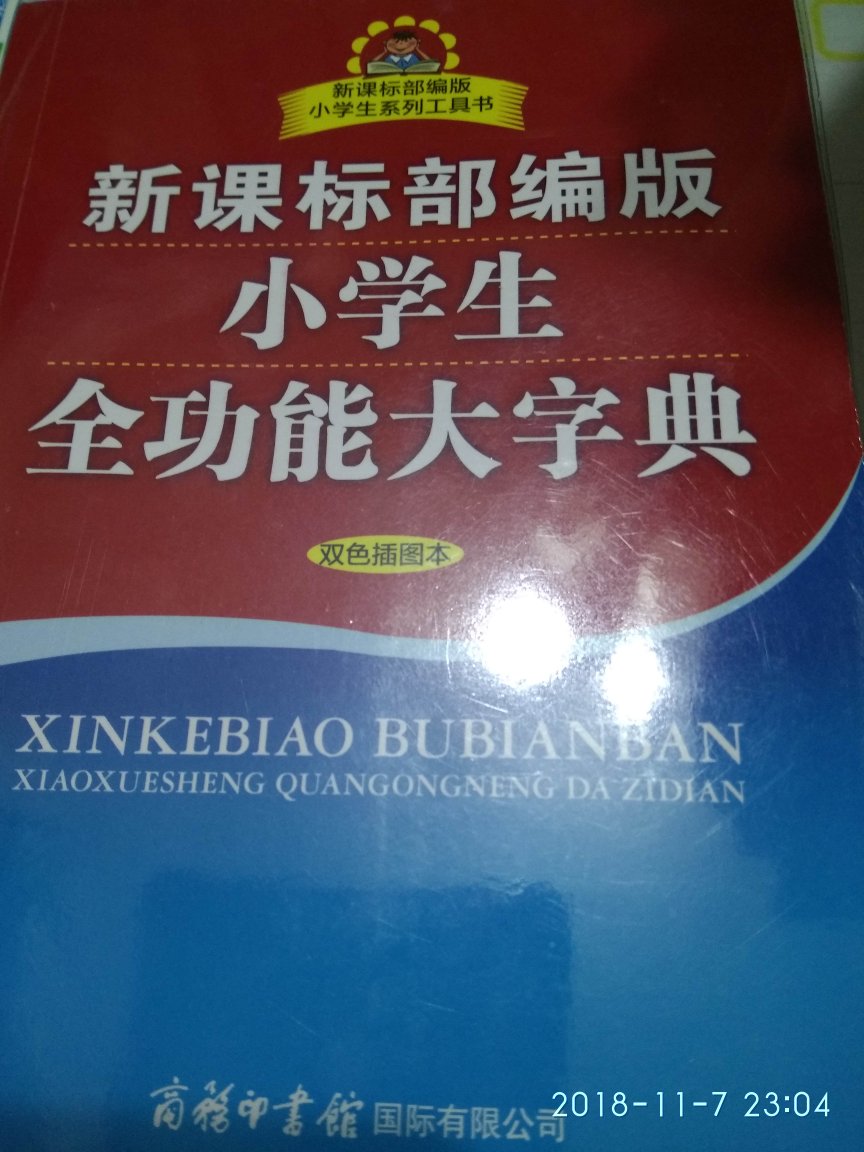 新课标部编版
小学生系列工具书
新课标部编版
小学生
全功能大字典
双色插图本
XINKEBIAO BUBIANBAN
XIAOXUESHENG QUANGONGNENG DA ZIDIAN
商務印書館国际有限公司
2018-11-7 23:04